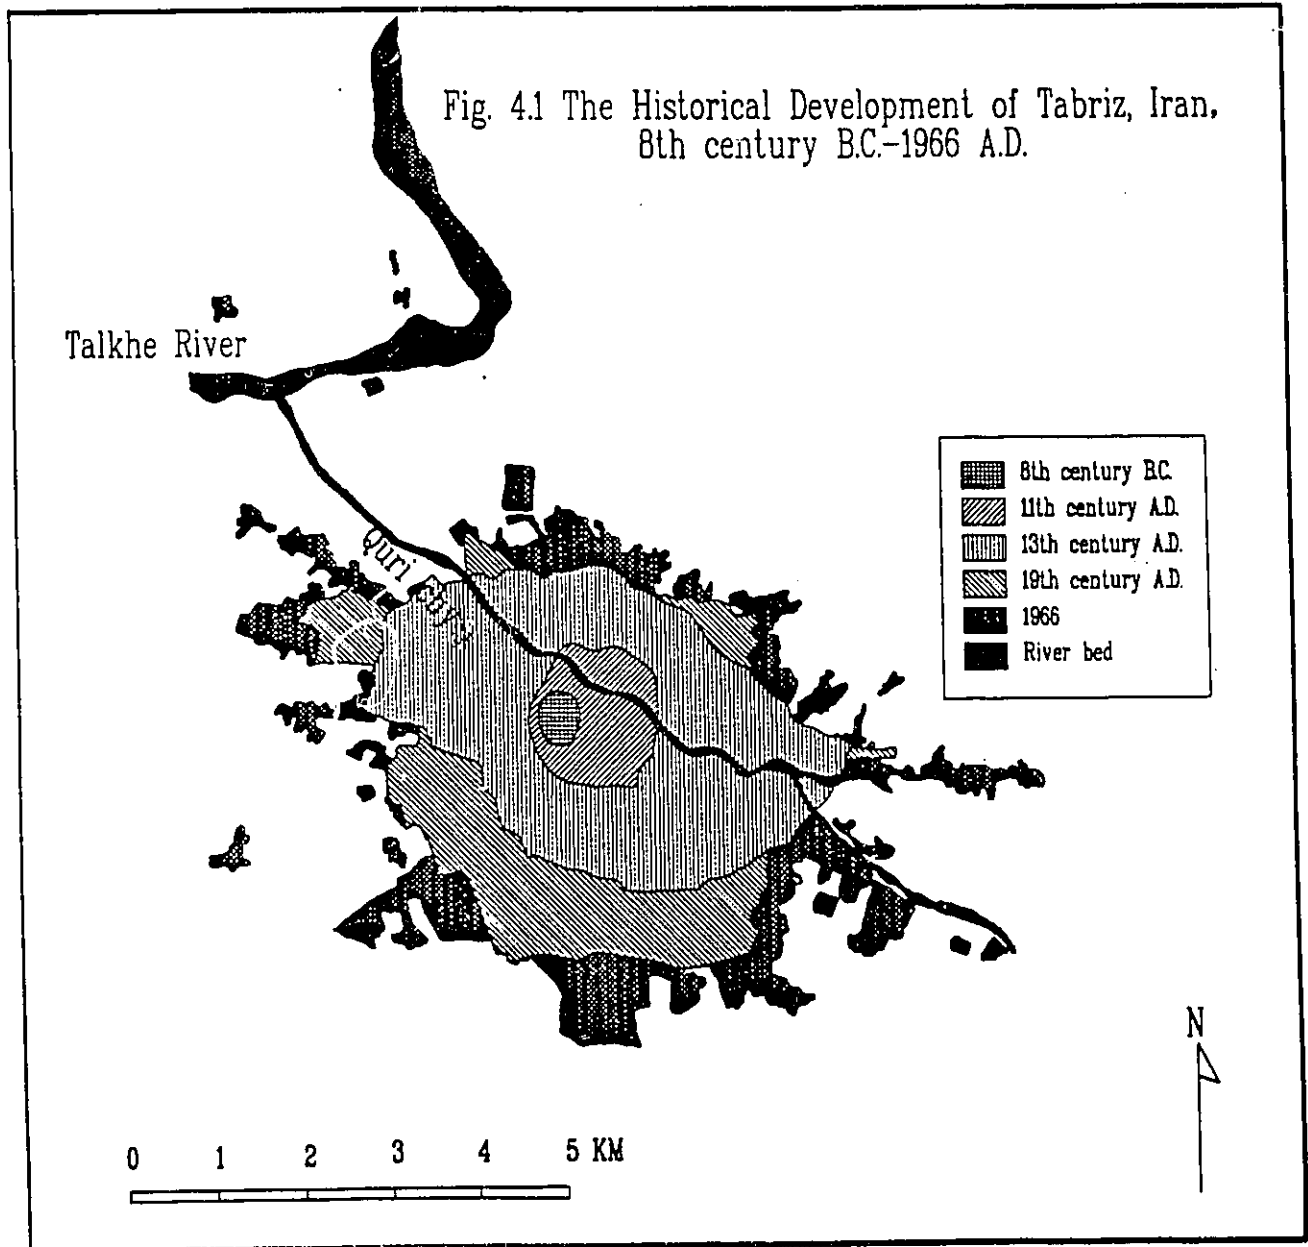 Fig. 4.1 The Historical Development of Tabriz, Iran,
8th century B.C.-1966 A.D.
Talkhe River
Quri
8th century B.C.
11th century A.D.
13th century A.D.
19th century A.D.
1966
River bed
N
0 1 2 3 4 5 KM